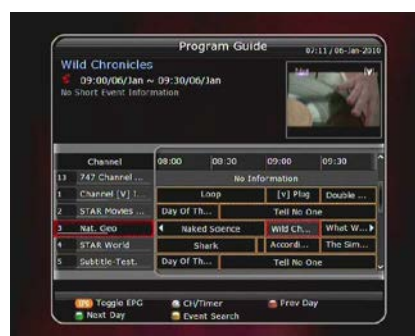 Program Guide
07:11 / 06-Jan-2010
Wild Chronicles
09:00/06/Jan ~ 09:30/06/Jan
No Short Event Information
[V]
Channel 08:00 08:30 09:00 09:30
13 747 Channel ... No Information
1 Channel [V] I... Loop [v] Plug Double ...
2 STAR Movies ... Day Of Th... Tell No One
3 Nat. Geo Naked Science Wild Ch... What W...
4 STAR World Shark Accordi... The Sim...
5 Subtitle-Test. Day Of Th... Tell No One
Toggle EPG CH/Timer Prev Day
Next Day Event Search